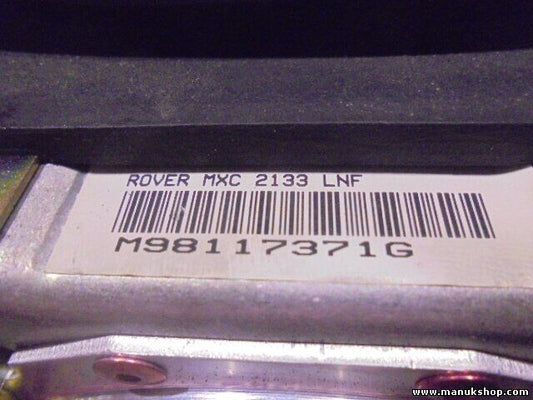 ROVER MXC 2133 LNF
M98117371G
www.manukshop.com